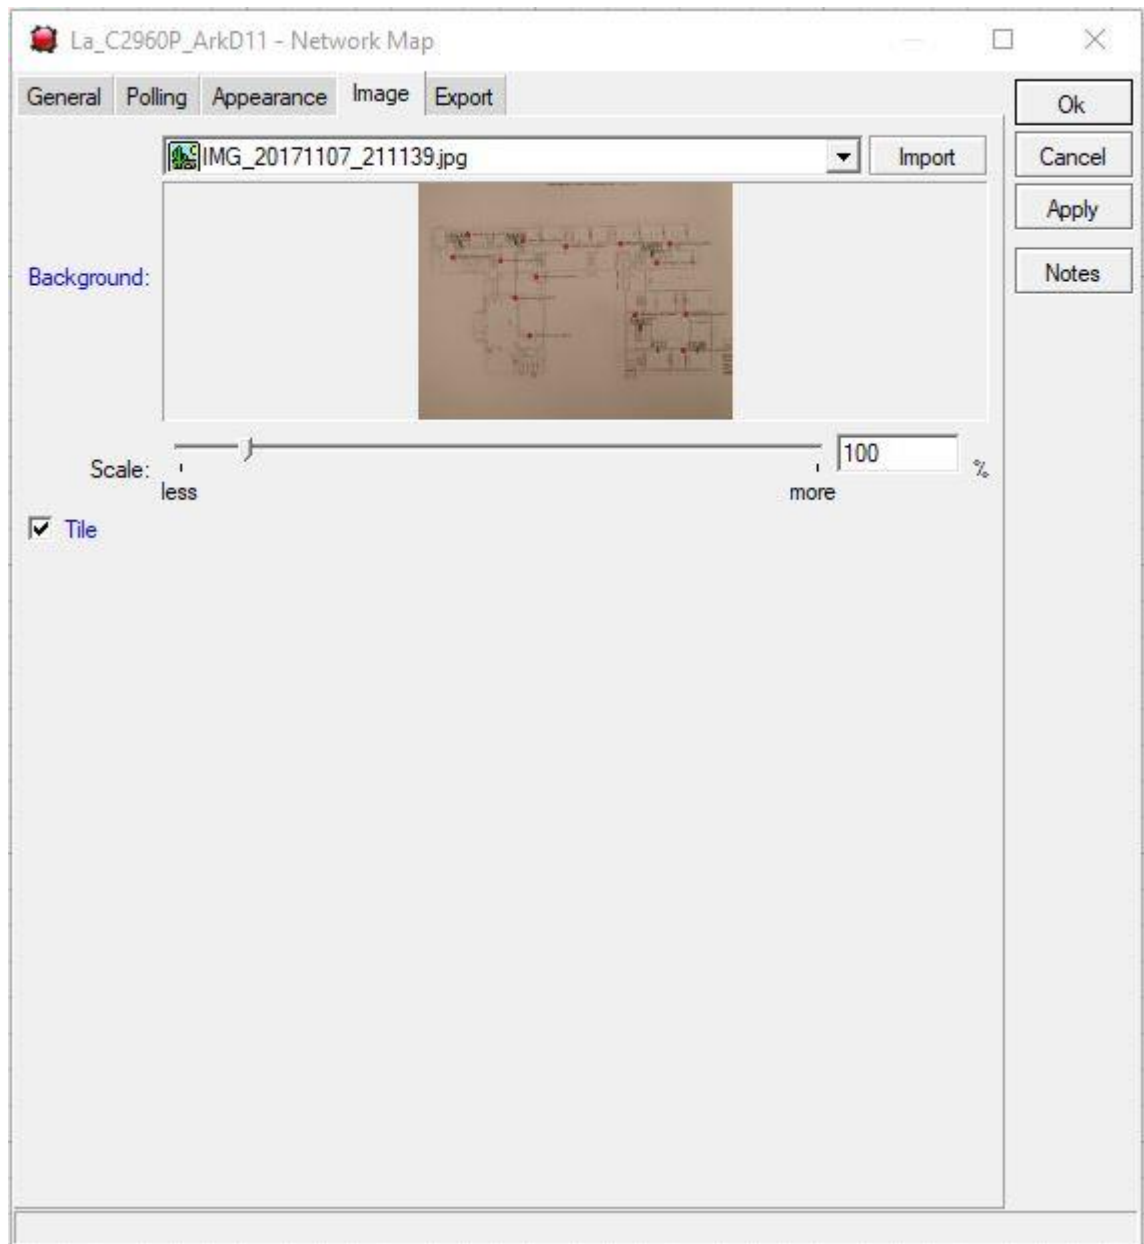 La_C2960P_ArkD11 - Network Map
General Polling Appearance Image Export
Ok
IMG_20171107_211139.jpg Import
Cancel
Apply
Background:
Notes
Scale:
100 %
less more
Tile